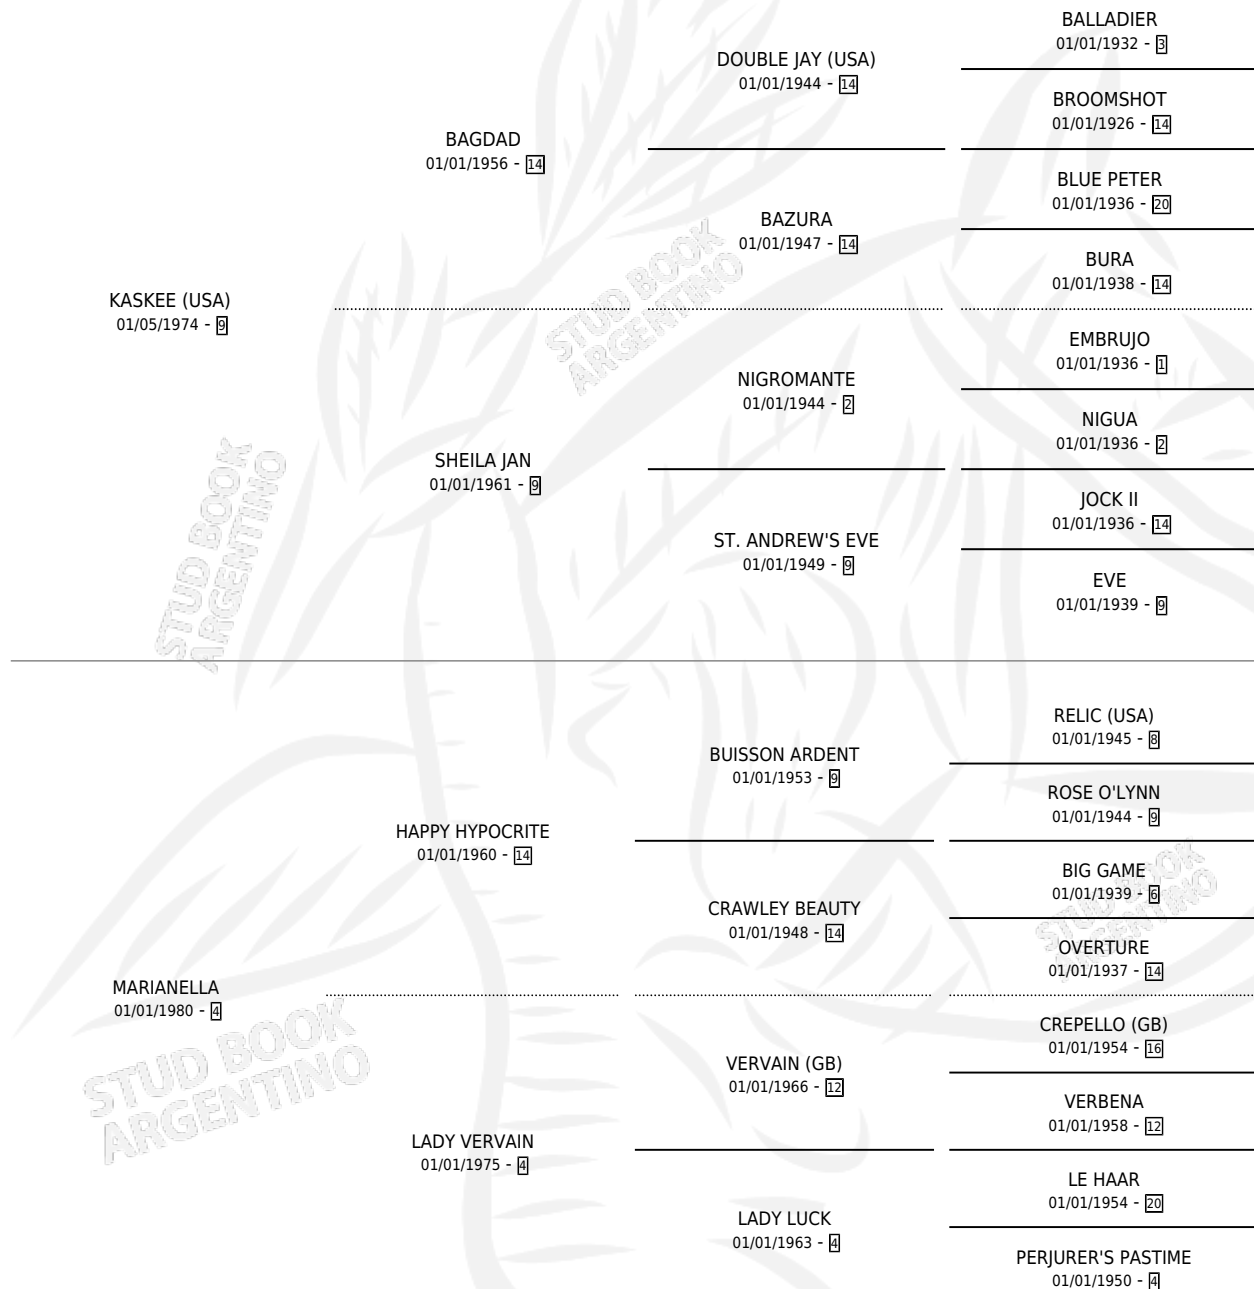 BALLADIER
01/01/1932 - 3
DOUBLE JAY (USA)
01/01/1944 - 14
BROOMSHOT
01/01/1926 - 14
BAGDAD
01/01/1956 - 14
BLUE PETER
01/01/1936 - 20
BAZURA
01/01/1947 - 14
BURA
01/01/1938 - 14
KASKEE (USA)
01/05/1974 - 9
EMBRUJO
01/01/1936 - 1
NIGROMANTE
01/01/1944 - 2
NIGUA
01/01/1936 - 2
SHEILA JAN
01/01/1961 - 9
JOCK II
01/01/1936 - 14
ST. ANDREW'S EVE
01/01/1949 - 9
EVE
01/01/1939 - 9
RELIC (USA)
01/01/1945 - 8
BUISSON ARDENT
01/01/1953 - 9
ROSE O'LYNN
01/01/1944 - 9
HAPPY HYPOCRITE
01/01/1960 - 14
BIG GAME
01/01/1939 - 6
CRAWLEY BEAUTY
01/01/1948 - 14
OVERTURE
01/01/1937 - 14
MARIANELLA
01/01/1980 - 4
CREPELLO (GB)
01/01/1954 - 16
VERVAIN (GB)
01/01/1966 - 12
VERBENA
01/01/1958 - 12
LADY VERVAIN
01/01/1975 - 4
LE HAAR
01/01/1954 - 20
LADY LUCK
01/01/1963 - 4
PERJURER'S PASTIME
01/01/1950 - 4
STUD BOOK
ARGENTINO
STUD BOOK
ARGENTINO
STUD BOOK
ARGENTINO
STUD BOOK
ARGENTINO